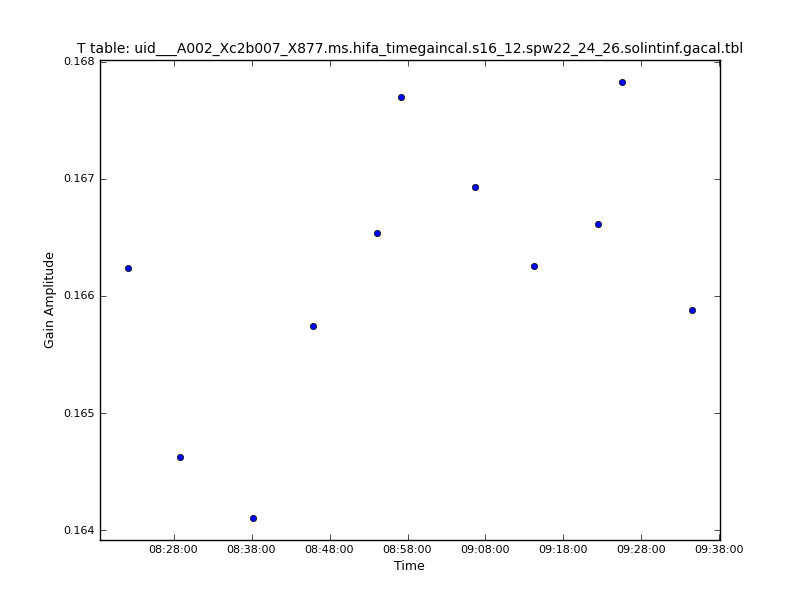 T table: uid___A002_Xc2b007_X877.ms.hifa_timegaincal.s16_12.spw22_24_26.solintinf.gacal.tbl
0.168
0.167
0.166
0.165
0.164
Gain Amplitude
08:28:00 08:38:00 08:48:00 08:58:00 09:08:00 09:18:00 09:28:00 09:38:00
Time